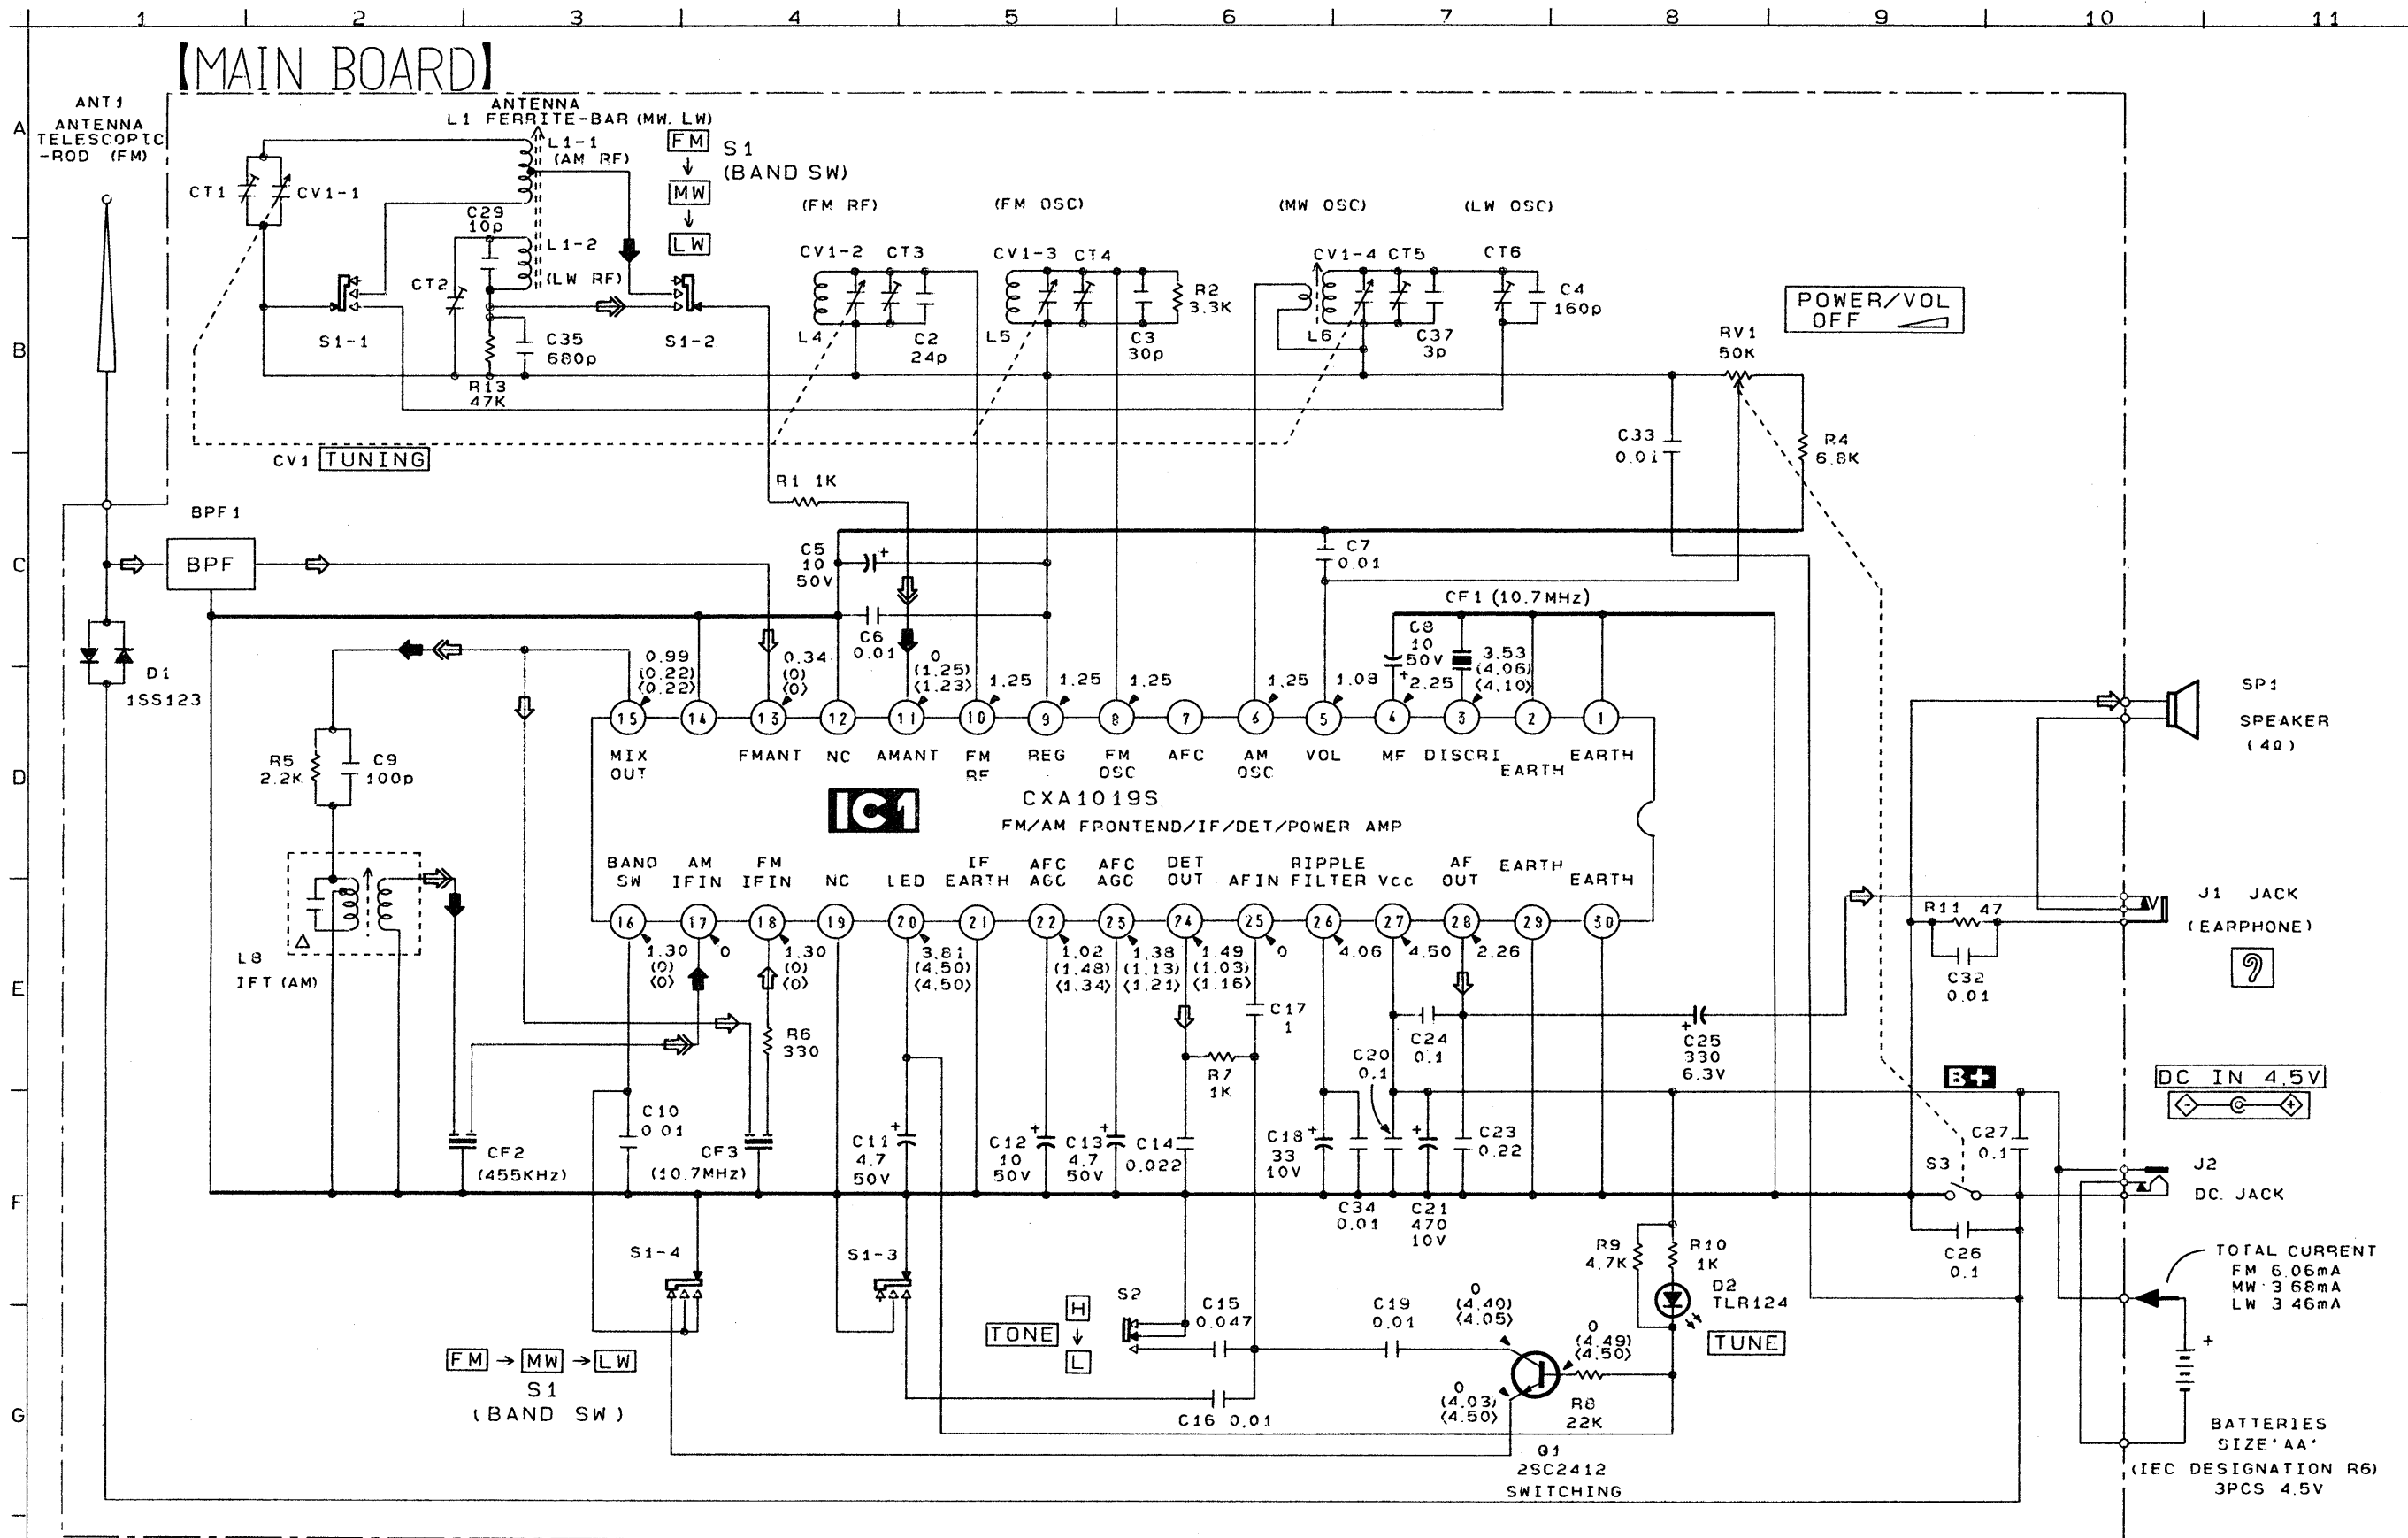 1 2 3 4 5 6 7 8 9 10 11
【MAIN BOARD】
A
B
C
D
E
F
G
ANT1
ANTENNA
TELESCOPIC
-ROD (FM)
ANTENNA
L1 FERRITE-BAR (MW. LW)
L1-1
(AM RF)
FM
MW
LW
S1
(BAND SW)
CT1
CV1-1
C29
10p
L1-2
(LW RF)
CT2
S1-1
C35
680p
S1-2
R13
47K
CV1 TUNING
(FM RF)
CV1-2 CT3
L4
C2
24p
(FM OSC)
CV1-3 CT4
L5
C3
30p
R2
3.3K
(MW OSC)
CV1-4 CT5
L6
C37
3p
(LW OSC)
CT6
C4
160p
POWER/VOL
OFF
RV1
50K
C33
0.01
R4
6.8K
R1 1K
BPF1
BPF
C5
10
50V
+
C6
0.01
C7
0.01
CF1 (10.7MHz)
C8
10
50V
+
D1
1SS123
0.99
(0.22)
⟨0.22⟩
0.34
(0)
⟨0⟩
0
(1.25)
⟨1.23⟩
1.25
1.25
1.25
1.25
1.08
2.25
3.53
(4.06)
⟨4.10⟩
15 14 13 12 11 10 9 8 7 6 5 4 3 2 1
MIX
OUT
FMANT
NC
AMANT
FM
RF
REG
FM
OSC
AFC
AM
OSC
VOL
MF
DISCRI
EARTH
EARTH
IC1
CXA1019S
FM/AM FRONTEND/IF/DET/POWER AMP
BAND
SW
AM
IFIN
FM
IFIN
NC
LED
IF
EARTH
AFC
AGC
AFC
AGC
DET
OUT
AFIN
RIPPLE
FILTER
Vcc
AF
OUT
EARTH
EARTH
16 17 18 19 20 21 22 23 24 25 26 27 28 29 30
1.30
(0)
⟨0⟩
0
1.30
(0)
⟨0⟩
3.81
(4.50)
⟨4.50⟩
1.02
(1.48)
⟨1.34⟩
1.38
(1.13)
⟨1.21⟩
1.49
(1.03)
⟨1.16⟩
0
4.06
4.50
2.26
R5
2.2K
C9
100p
L8
IFT (AM)
SP1
SPEAKER
(4Ω)
J1 JACK
(EARPHONE)
R11 47
C32
0.01
R6
330
C17
1
R7
1K
C24
0.1
C20
0.1
+
C25
330
6.3V
B+
DC IN 4.5V
- +
CF2
(455KHz)
C10
0 01
CF3
(10.7MHz)
C11
4.7
50V
+
C12
10
50V
+
C13
4.7
50V
+
C14
0.022
C18
33
10V
+
C34
0.01
C21
470
10V
+
C23
0.22
S3
C27
0.1
J2
DC. JACK
C26
0.1
TOTAL CURRENT
FM 6.06mA
MW 3.68mA
LW 3 46mA
S1-4
S1-3
FM → MW → LW
S1
(BAND SW)
TONE
H
L
S2
C15
0.047
C16 0.01
C19
0.01
0
(4.40)
⟨4.05⟩
0
(4.49)
⟨4.50⟩
0
(4.03)
⟨4.50⟩
R9
4.7K
R10
1K
D2
TLR124
TUNE
R8
22K
Q1
2SC2412
SWITCHING
+
BATTERIES
SIZE'AA'
(IEC DESIGNATION R6)
3PCS 4.5V